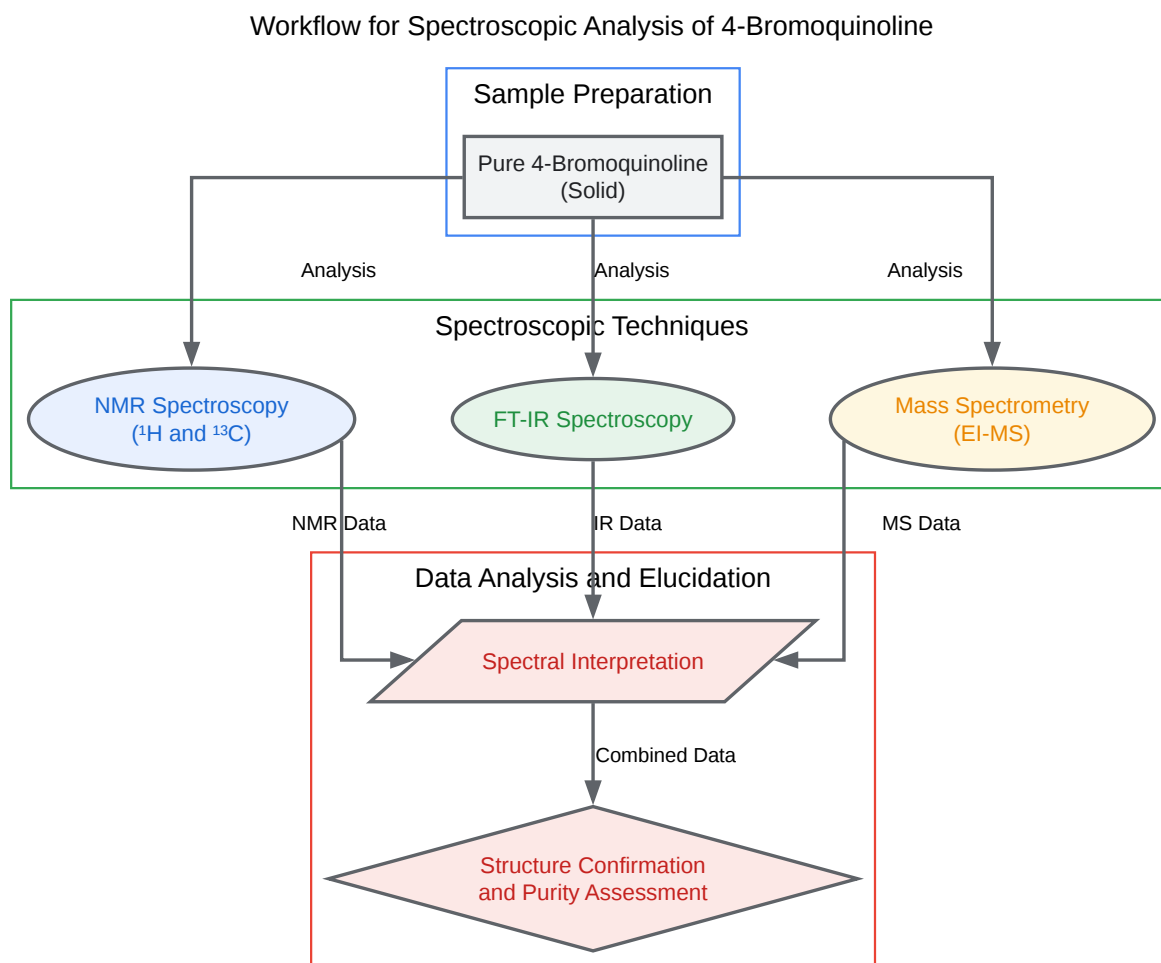 Workflow for Spectroscopic Analysis of 4-Bromoquinoline
Sample Preparation
Pure 4-Bromoquinoline
(Solid)
Analysis
Analysis
Analysis
Spectroscopic Techniques
NMR Spectroscopy
(¹H and ¹³C)
FT-IR Spectroscopy
Mass Spectrometry
(EI-MS)
NMR Data
IR Data
MS Data
Data Analysis and Elucidation
Spectral Interpretation
Combined Data
Structure Confirmation
and Purity Assessment